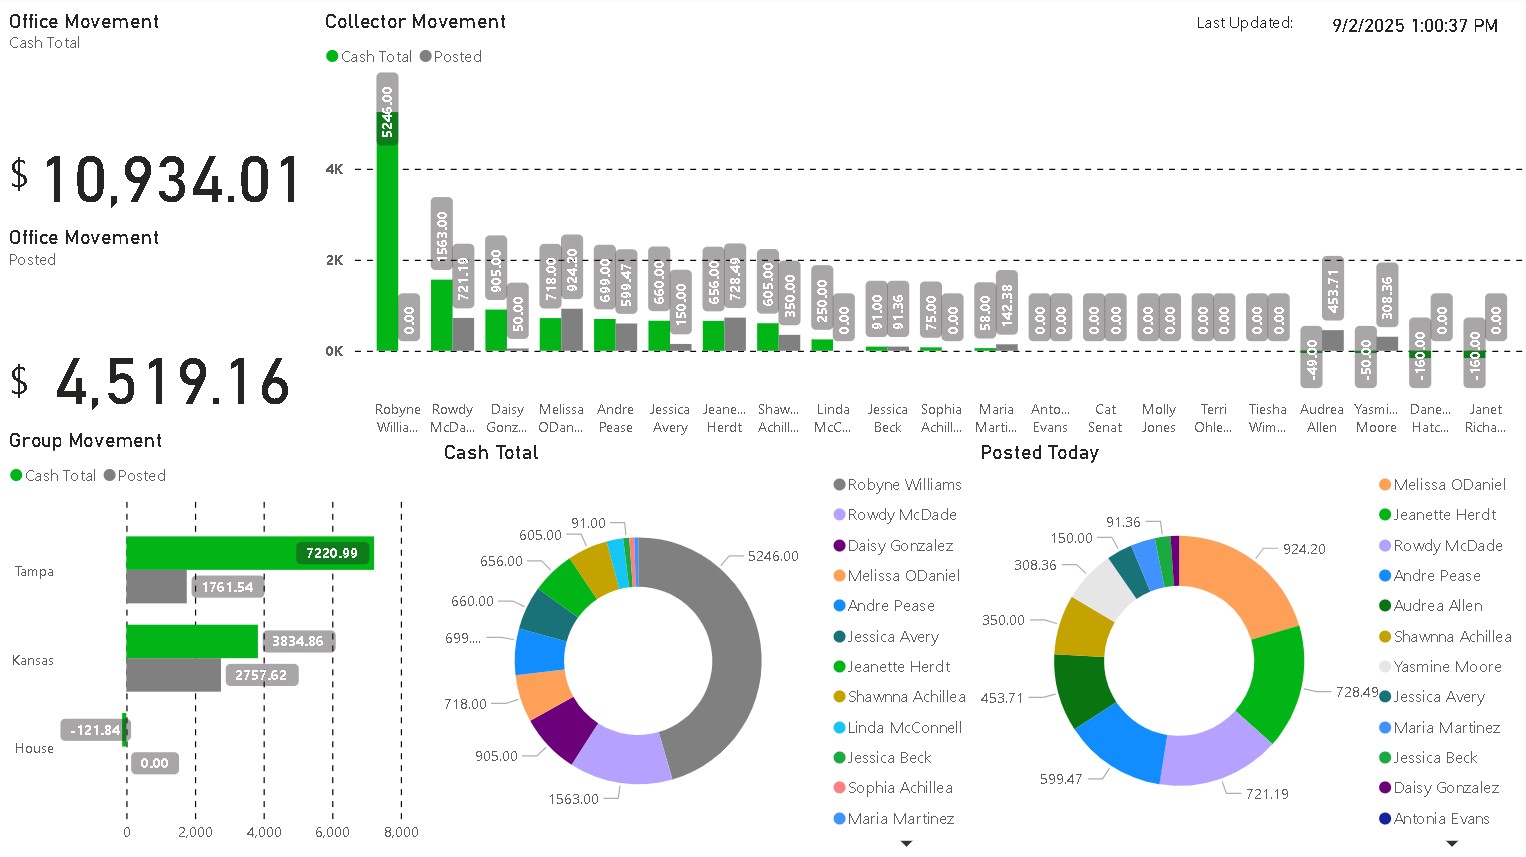 Office Movement
Cash Total
$ 10,934.01
Office Movement
Posted
$ 4,519.16
Collector Movement
Last Updated: 9/2/2025 1:00:37 PM
Cash Total Posted
4K
2K
0K
5246.00 0.00
1563.00 721.19
905.00 50.00
718.00 924.20
699.00 599.47
660.00 150.00
656.00 728.49
605.00 350.00
250.00 0.00
91.00 91.36
75.00 0.00
58.00 142.38
0.00 0.00
0.00 0.00
0.00 0.00
0.00 0.00
0.00 0.00
-49.00 453.71
-50.00 308.36
-160.00 0.00
-160.00 0.00
Robyne Willia...
Rowdy McDa...
Daisy Gonz...
Melissa ODan...
Andre Pease
Jessica Avery
Jeane... Herdt
Shaw... Achill...
Linda McC...
Jessica Beck
Sophia Achill...
Maria Marti...
Anto... Evans
Cat Senat
Molly Jones
Terri Ohle...
Tiesha Wim...
Audrea Allen
Yasmi... Moore
Dane... Hatc...
Janet Richa...
Group Movement
Cash Total Posted
Tampa
7220.99
1761.54
Kansas
3834.86
2757.62
House
-121.84
0.00
0 2,000 4,000 6,000 8,000
Cash Total
5246.00
1563.00
905.00
718.00
699....
660.00
656.00
605.00
91.00
Robyne Williams
Rowdy McDade
Daisy Gonzalez
Melissa ODaniel
Andre Pease
Jessica Avery
Jeanette Herdt
Shawnna Achillea
Linda McConnell
Jessica Beck
Sophia Achillea
Maria Martinez
Posted Today
924.20
728.49
721.19
599.47
453.71
350.00
308.36
150.00
91.36
Melissa ODaniel
Jeanette Herdt
Rowdy McDade
Andre Pease
Audrea Allen
Shawnna Achillea
Yasmine Moore
Jessica Avery
Maria Martinez
Jessica Beck
Daisy Gonzalez
Antonia Evans